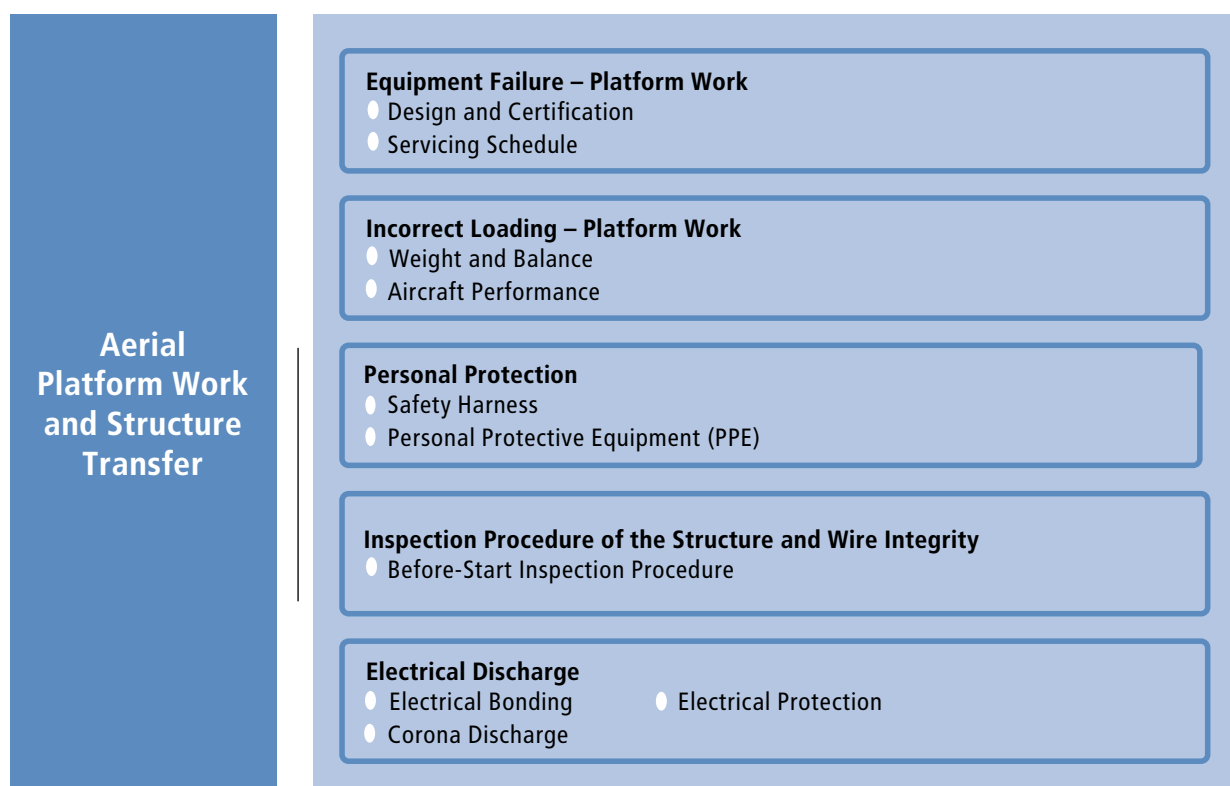 Aerial
Platform Work
and Structure
Transfer
Equipment Failure – Platform Work
Design and Certification
Servicing Schedule
Incorrect Loading – Platform Work
Weight and Balance
Aircraft Performance
Personal Protection
Safety Harness
Personal Protective Equipment (PPE)
Inspection Procedure of the Structure and Wire Integrity
Before-Start Inspection Procedure
Electrical Discharge
Electrical Bonding Electrical Protection
Corona Discharge